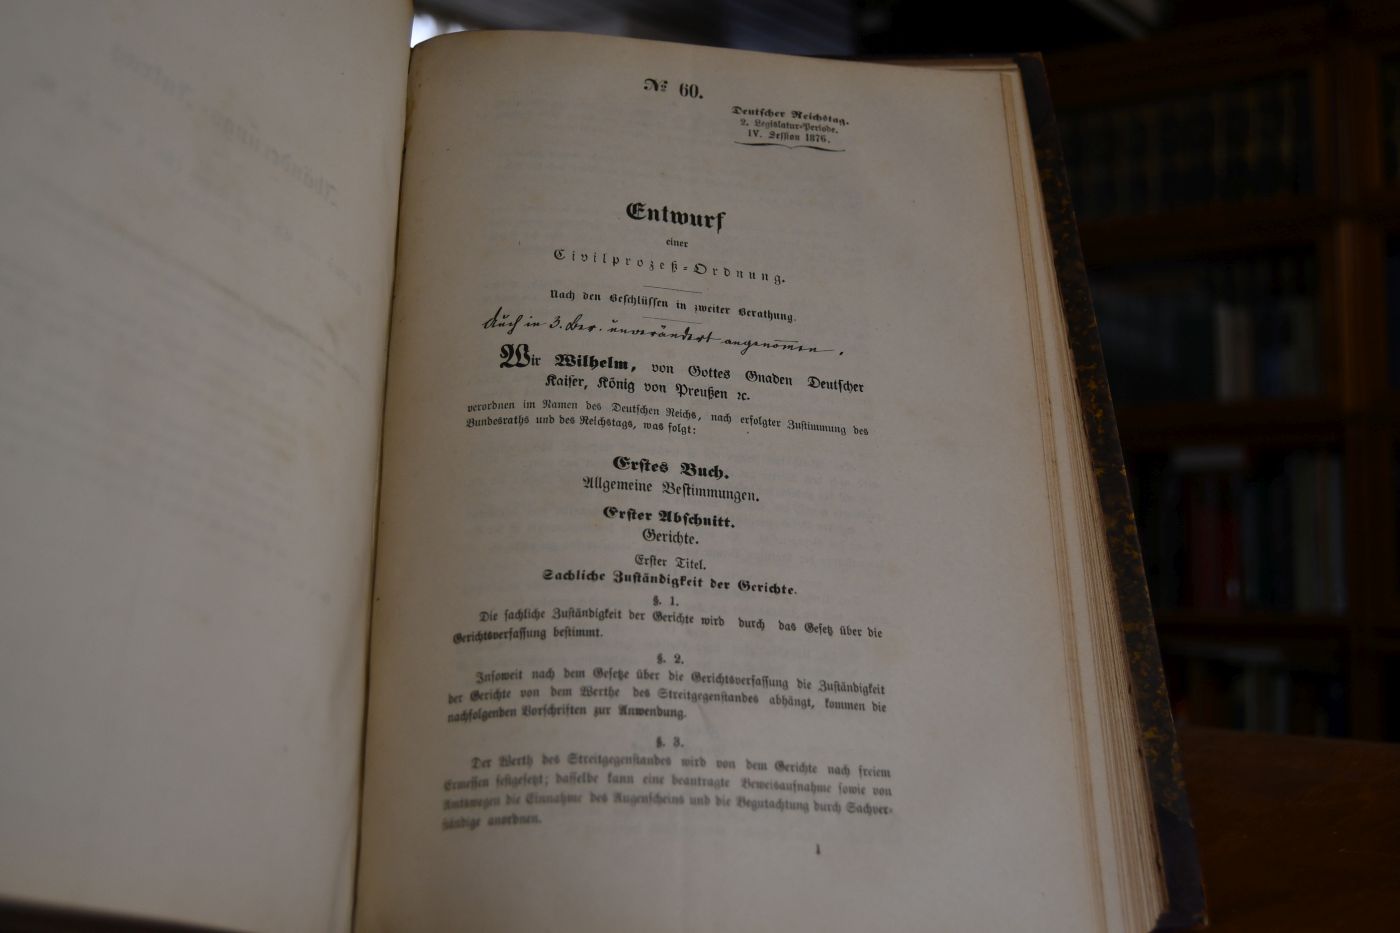 № 60.
Deutscher Reichstag.
2. Legislatur-Periode.
IV. Session 1876.
Entwurf
einer
Civilprozeß-Ordnung.
Nach den Beschlüssen in zweiter Berathung.
Auch in 3. Ber. unverändert angenommen.
Wir Wilhelm, von Gottes Gnaden Deutscher
Kaiser, König von Preußen ꝛc.
verordnen im Namen des Deutschen Reichs, nach erfolgter Zustimmung des
Bundesraths und des Reichstags, was folgt:
Erstes Buch.
Allgemeine Bestimmungen.
Erster Abschnitt.
Gerichte.
Erster Titel.
Sachliche Zuständigkeit der Gerichte.
§. 1.
Die sachliche Zuständigkeit der Gerichte wird durch das Gesetz über die
Gerichtsverfassung bestimmt.
§. 2.
Insoweit nach dem Gesetze über die Gerichtsverfassung die Zuständigkeit
der Gerichte von dem Werthe des Streitgegenstandes abhängt, kommen die
nachfolgenden Vorschriften zur Anwendung.
§. 3.
Der Werth des Streitgegenstandes wird von dem Gerichte nach freiem
Ermessen festgesetzt; dasselbe kann eine beantragte Beweisaufnahme sowie von
Amtswegen die Einnahme des Augenscheins und die Begutachtung durch Sachver-
ständige anordnen.
1